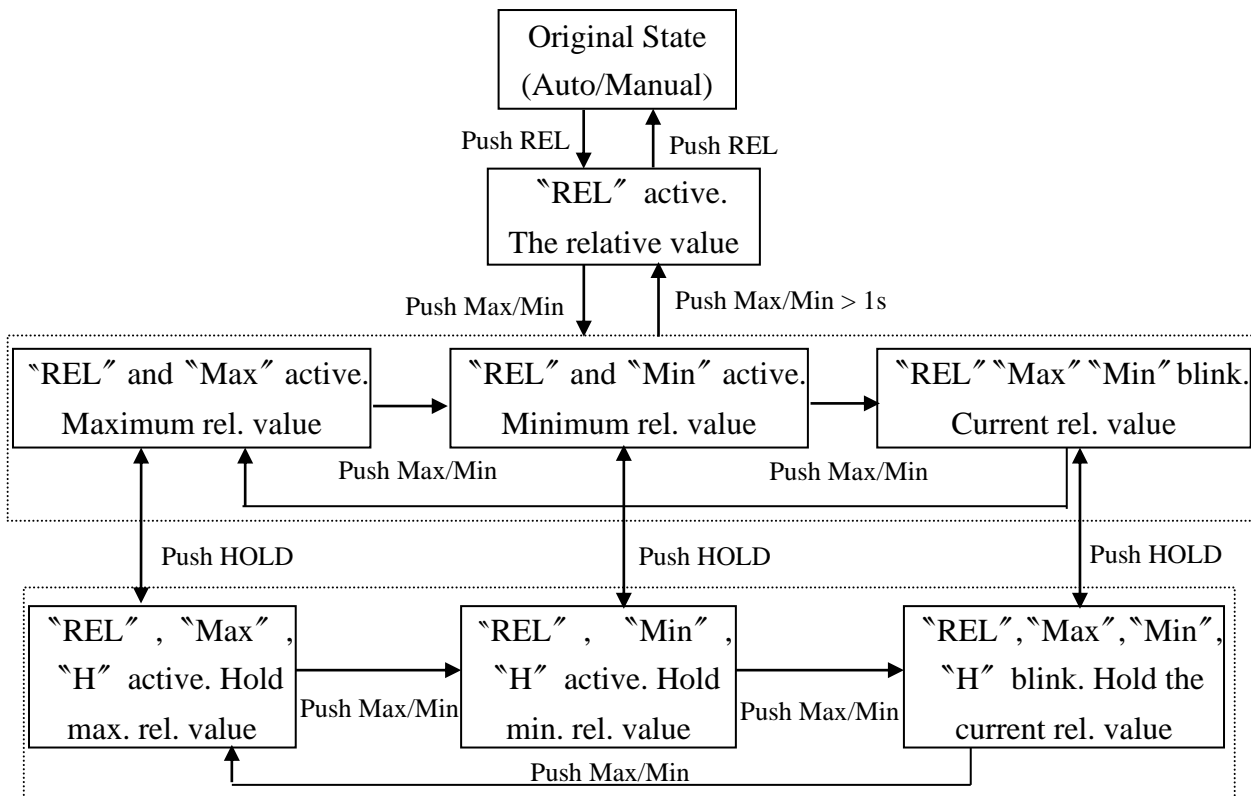 Original State
(Auto/Manual)
Push REL
Push REL
‶REL″ active.
The relative value
Push Max/Min
Push Max/Min > 1s
‶REL″ and ‶Max″ active.
Maximum rel. value
‶REL″ and ‶Min″ active.
Minimum rel. value
‶REL″‶Max″‶Min″ blink.
Current rel. value
Push Max/Min
Push Max/Min
Push HOLD
Push HOLD
Push HOLD
‶REL″ , ‶Max″ ,
‶H″ active. Hold
max. rel. value
‶REL″ , ‶Min″ ,
‶H″ active. Hold
min. rel. value
‶REL″,‶Max″,‶Min″,
‶H″ blink. Hold the
current rel. value
Push Max/Min
Push Max/Min
Push Max/Min